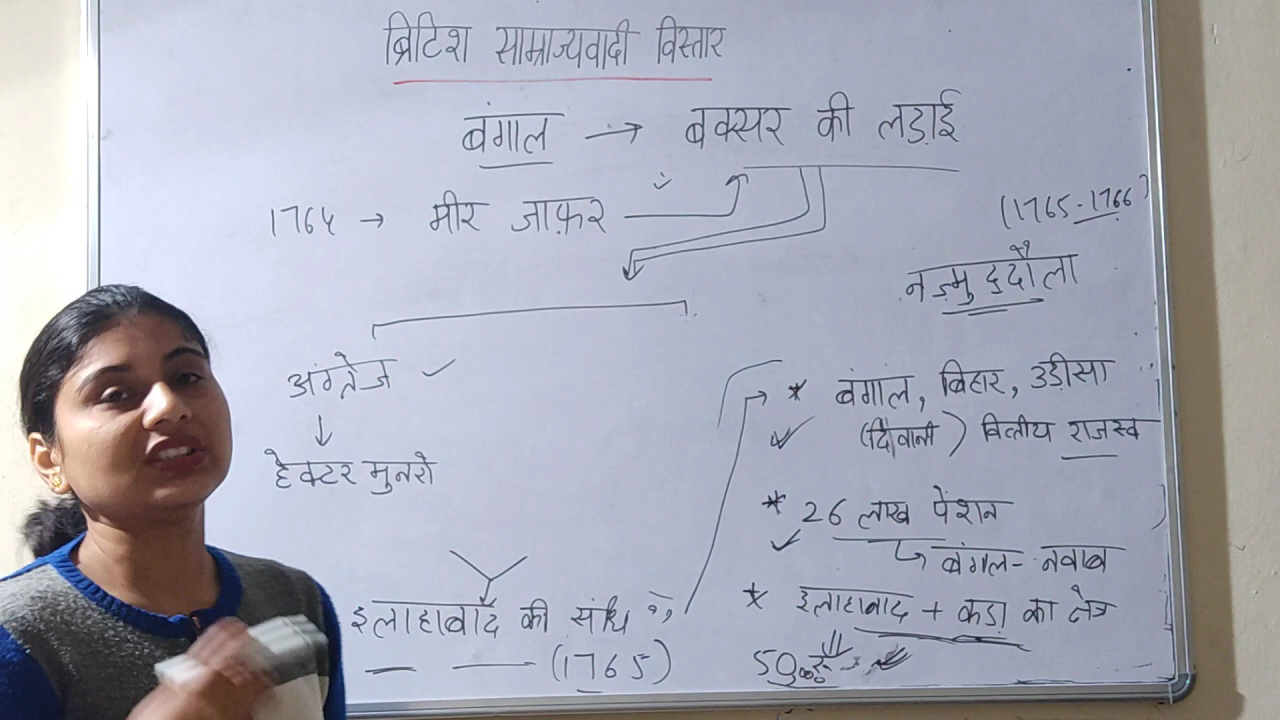 ब्रिटिश साम्राज्यवादी विस्तार
बंगाल → बक्सर की लड़ाई
1764 → मीर जाफ़र
(1765-1766)
नज्मुद्दौला
अंग्रेज
↓
हेक्टर मुनरो
* बंगाल, बिहार, उड़ीसा
(दिवानी) वित्तीय राजस्व
* 26 लाख पेंशन
बंगाल- नवाब
* इलाहाबाद + कड़ा का क्षेत्र
इलाहाबाद की संधि
(1765)